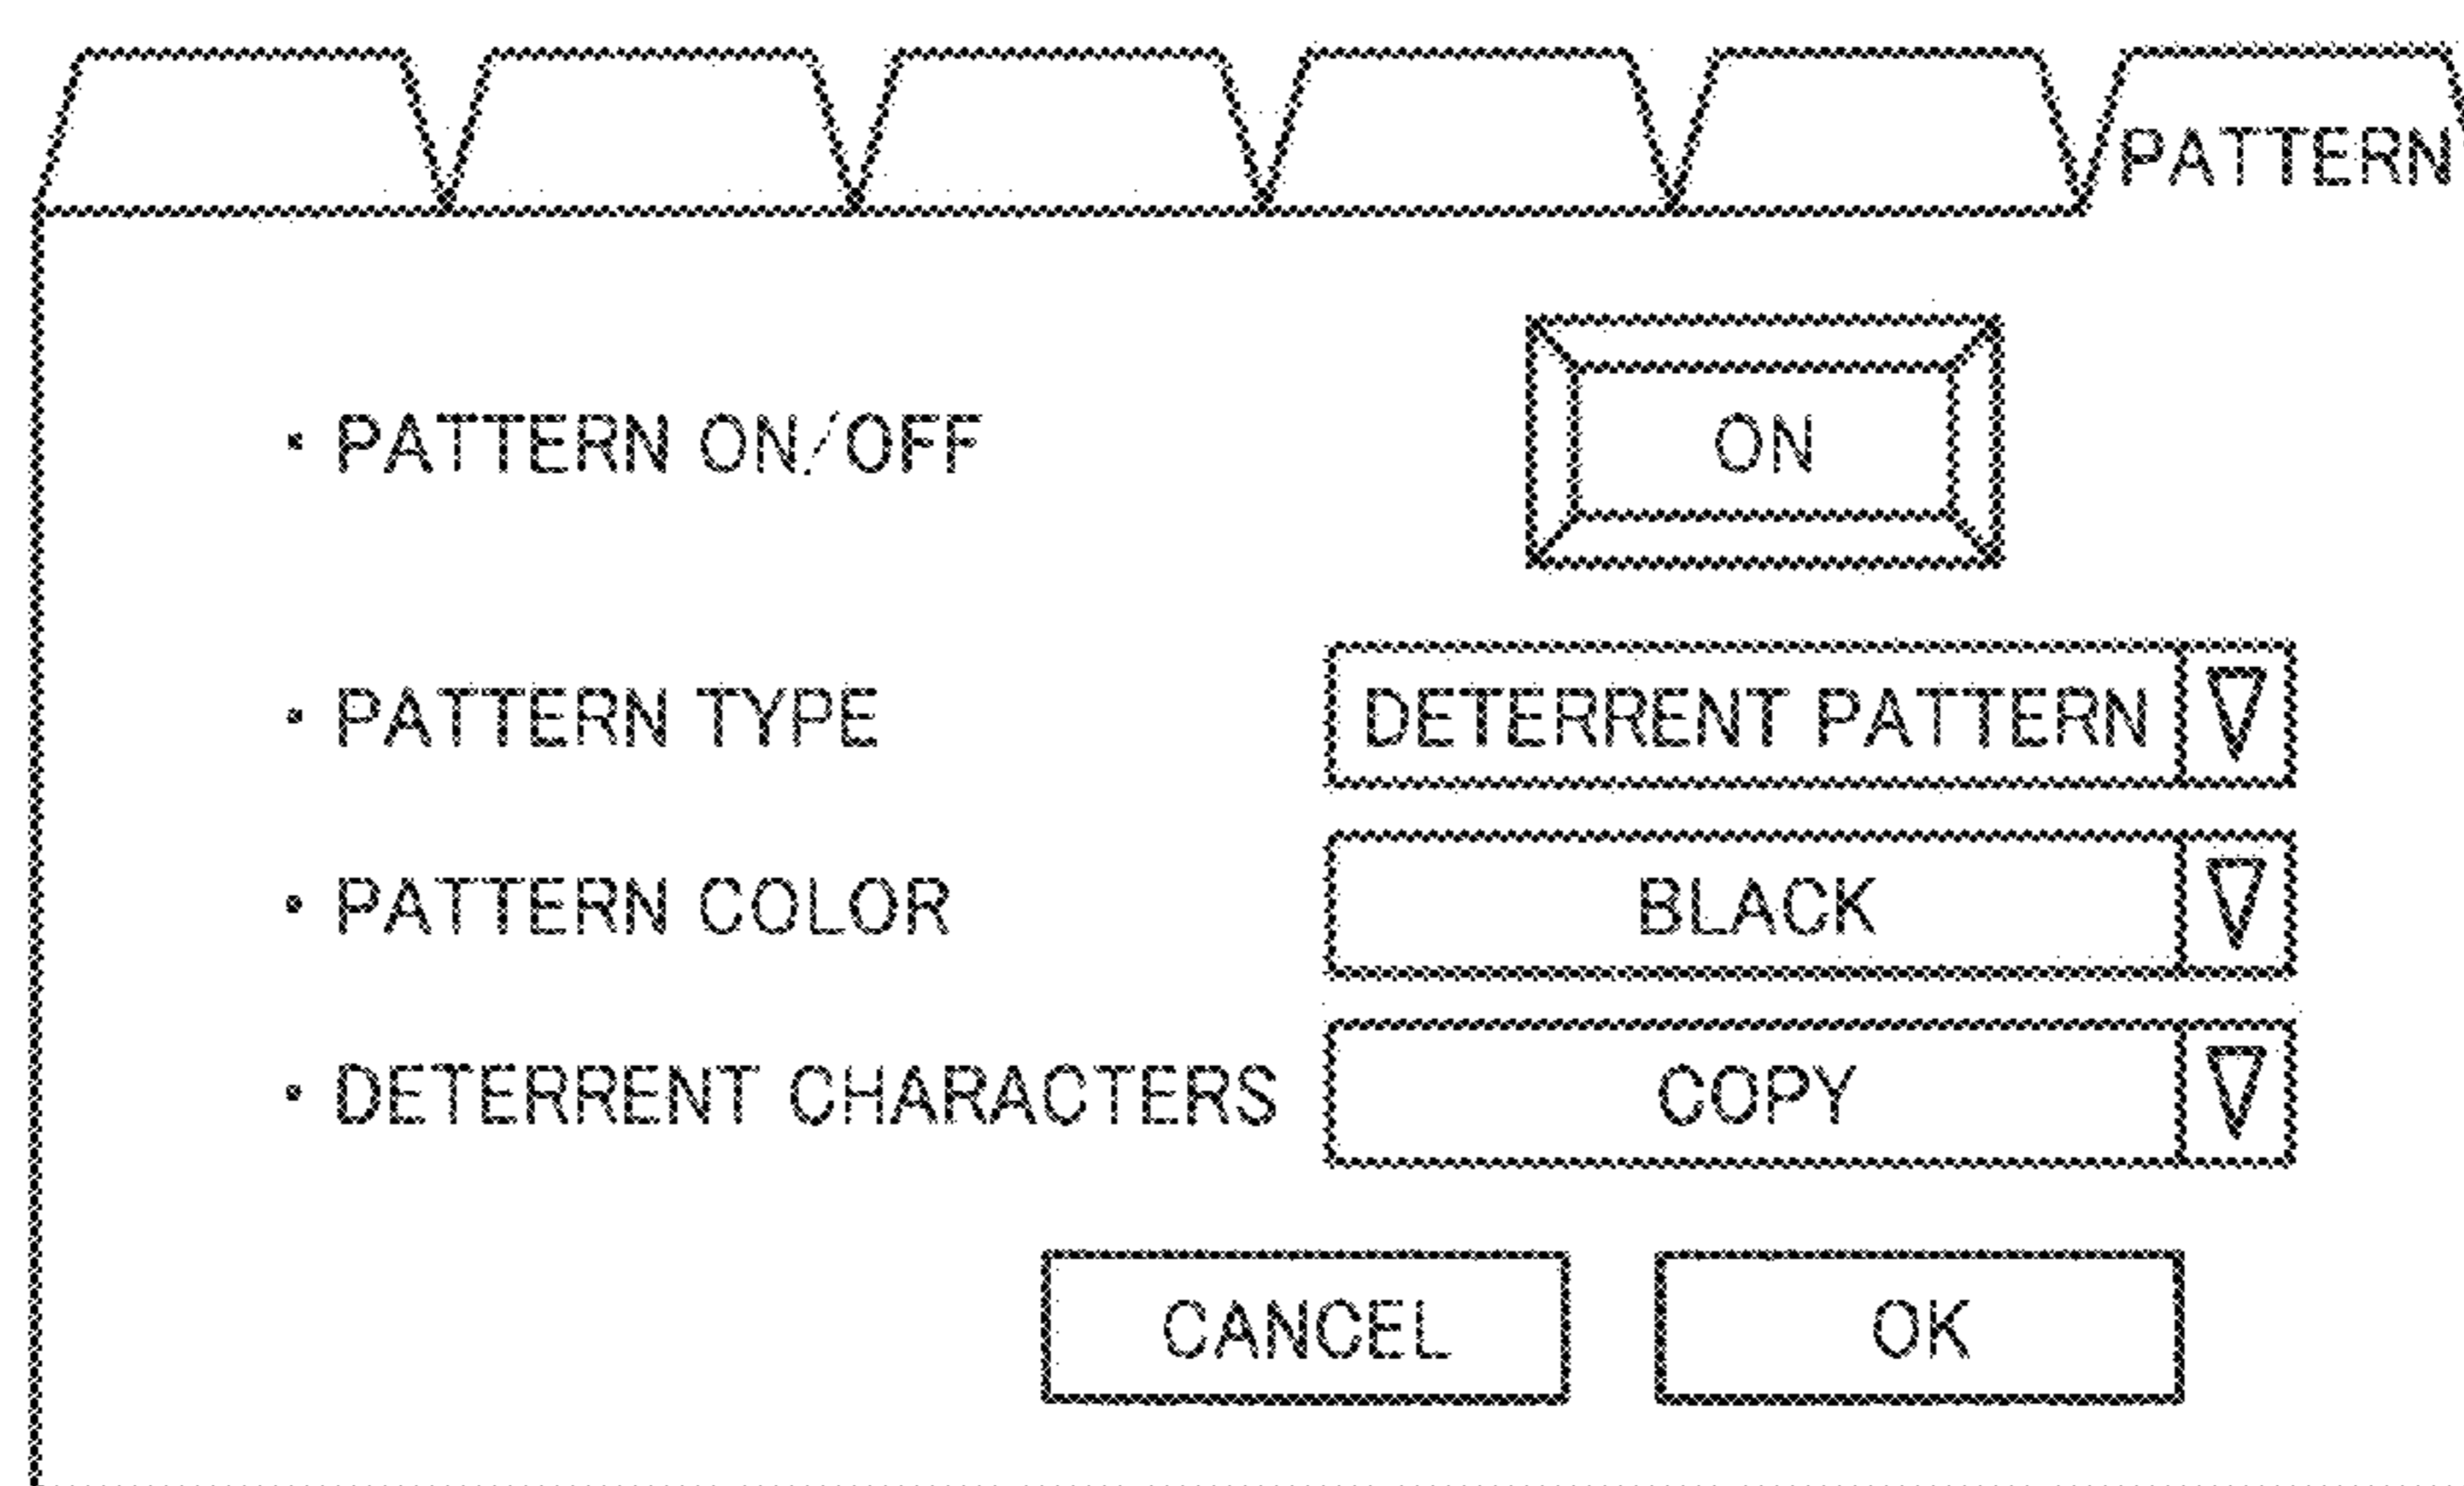 PATTERN
· PATTERN ON/OFF ON
· PATTERN TYPE DETERRENT PATTERN
· PATTERN COLOR BLACK
· DETERRENT CHARACTERS COPY
CANCEL OK